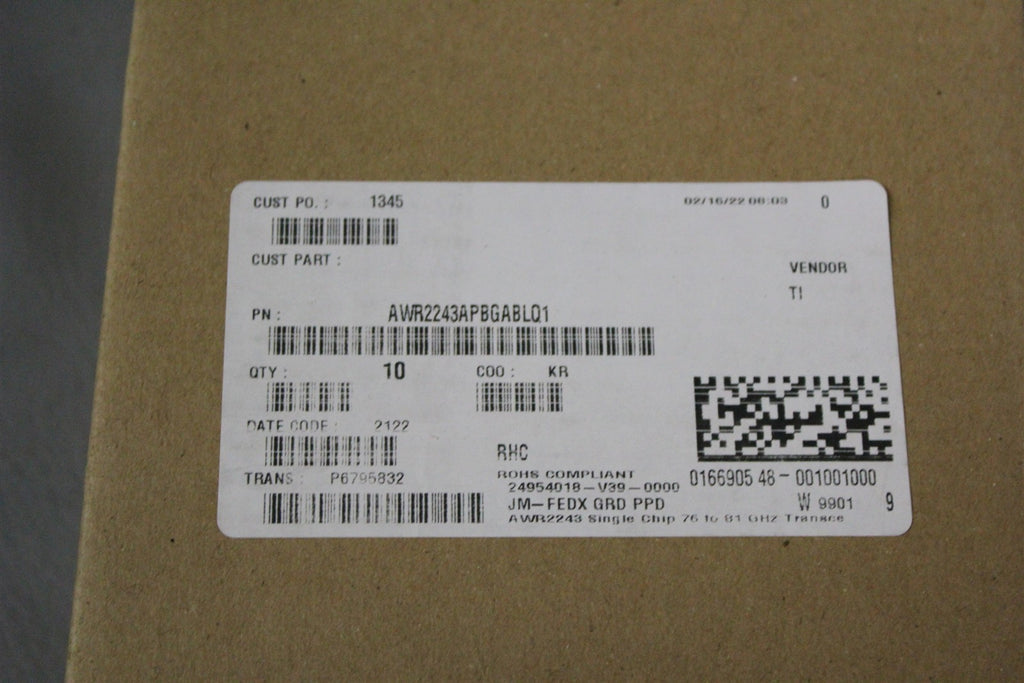 CUST PO. : 1345 02/16/22 08:03 0
CUST PART :
VENDOR
TI
PN : AWR2243APBGABLQ1
QTY : 10 COO : KR
DATE CODE : 2122
RHC
ROHS COMPLIANT
TRANS : P6795832
24954018-V39-0000
0166905 48-001001000
JM-FEDX GRD PPD
W 9901 9
AWR2243 Single Chip 76 to 81 GHz Transce